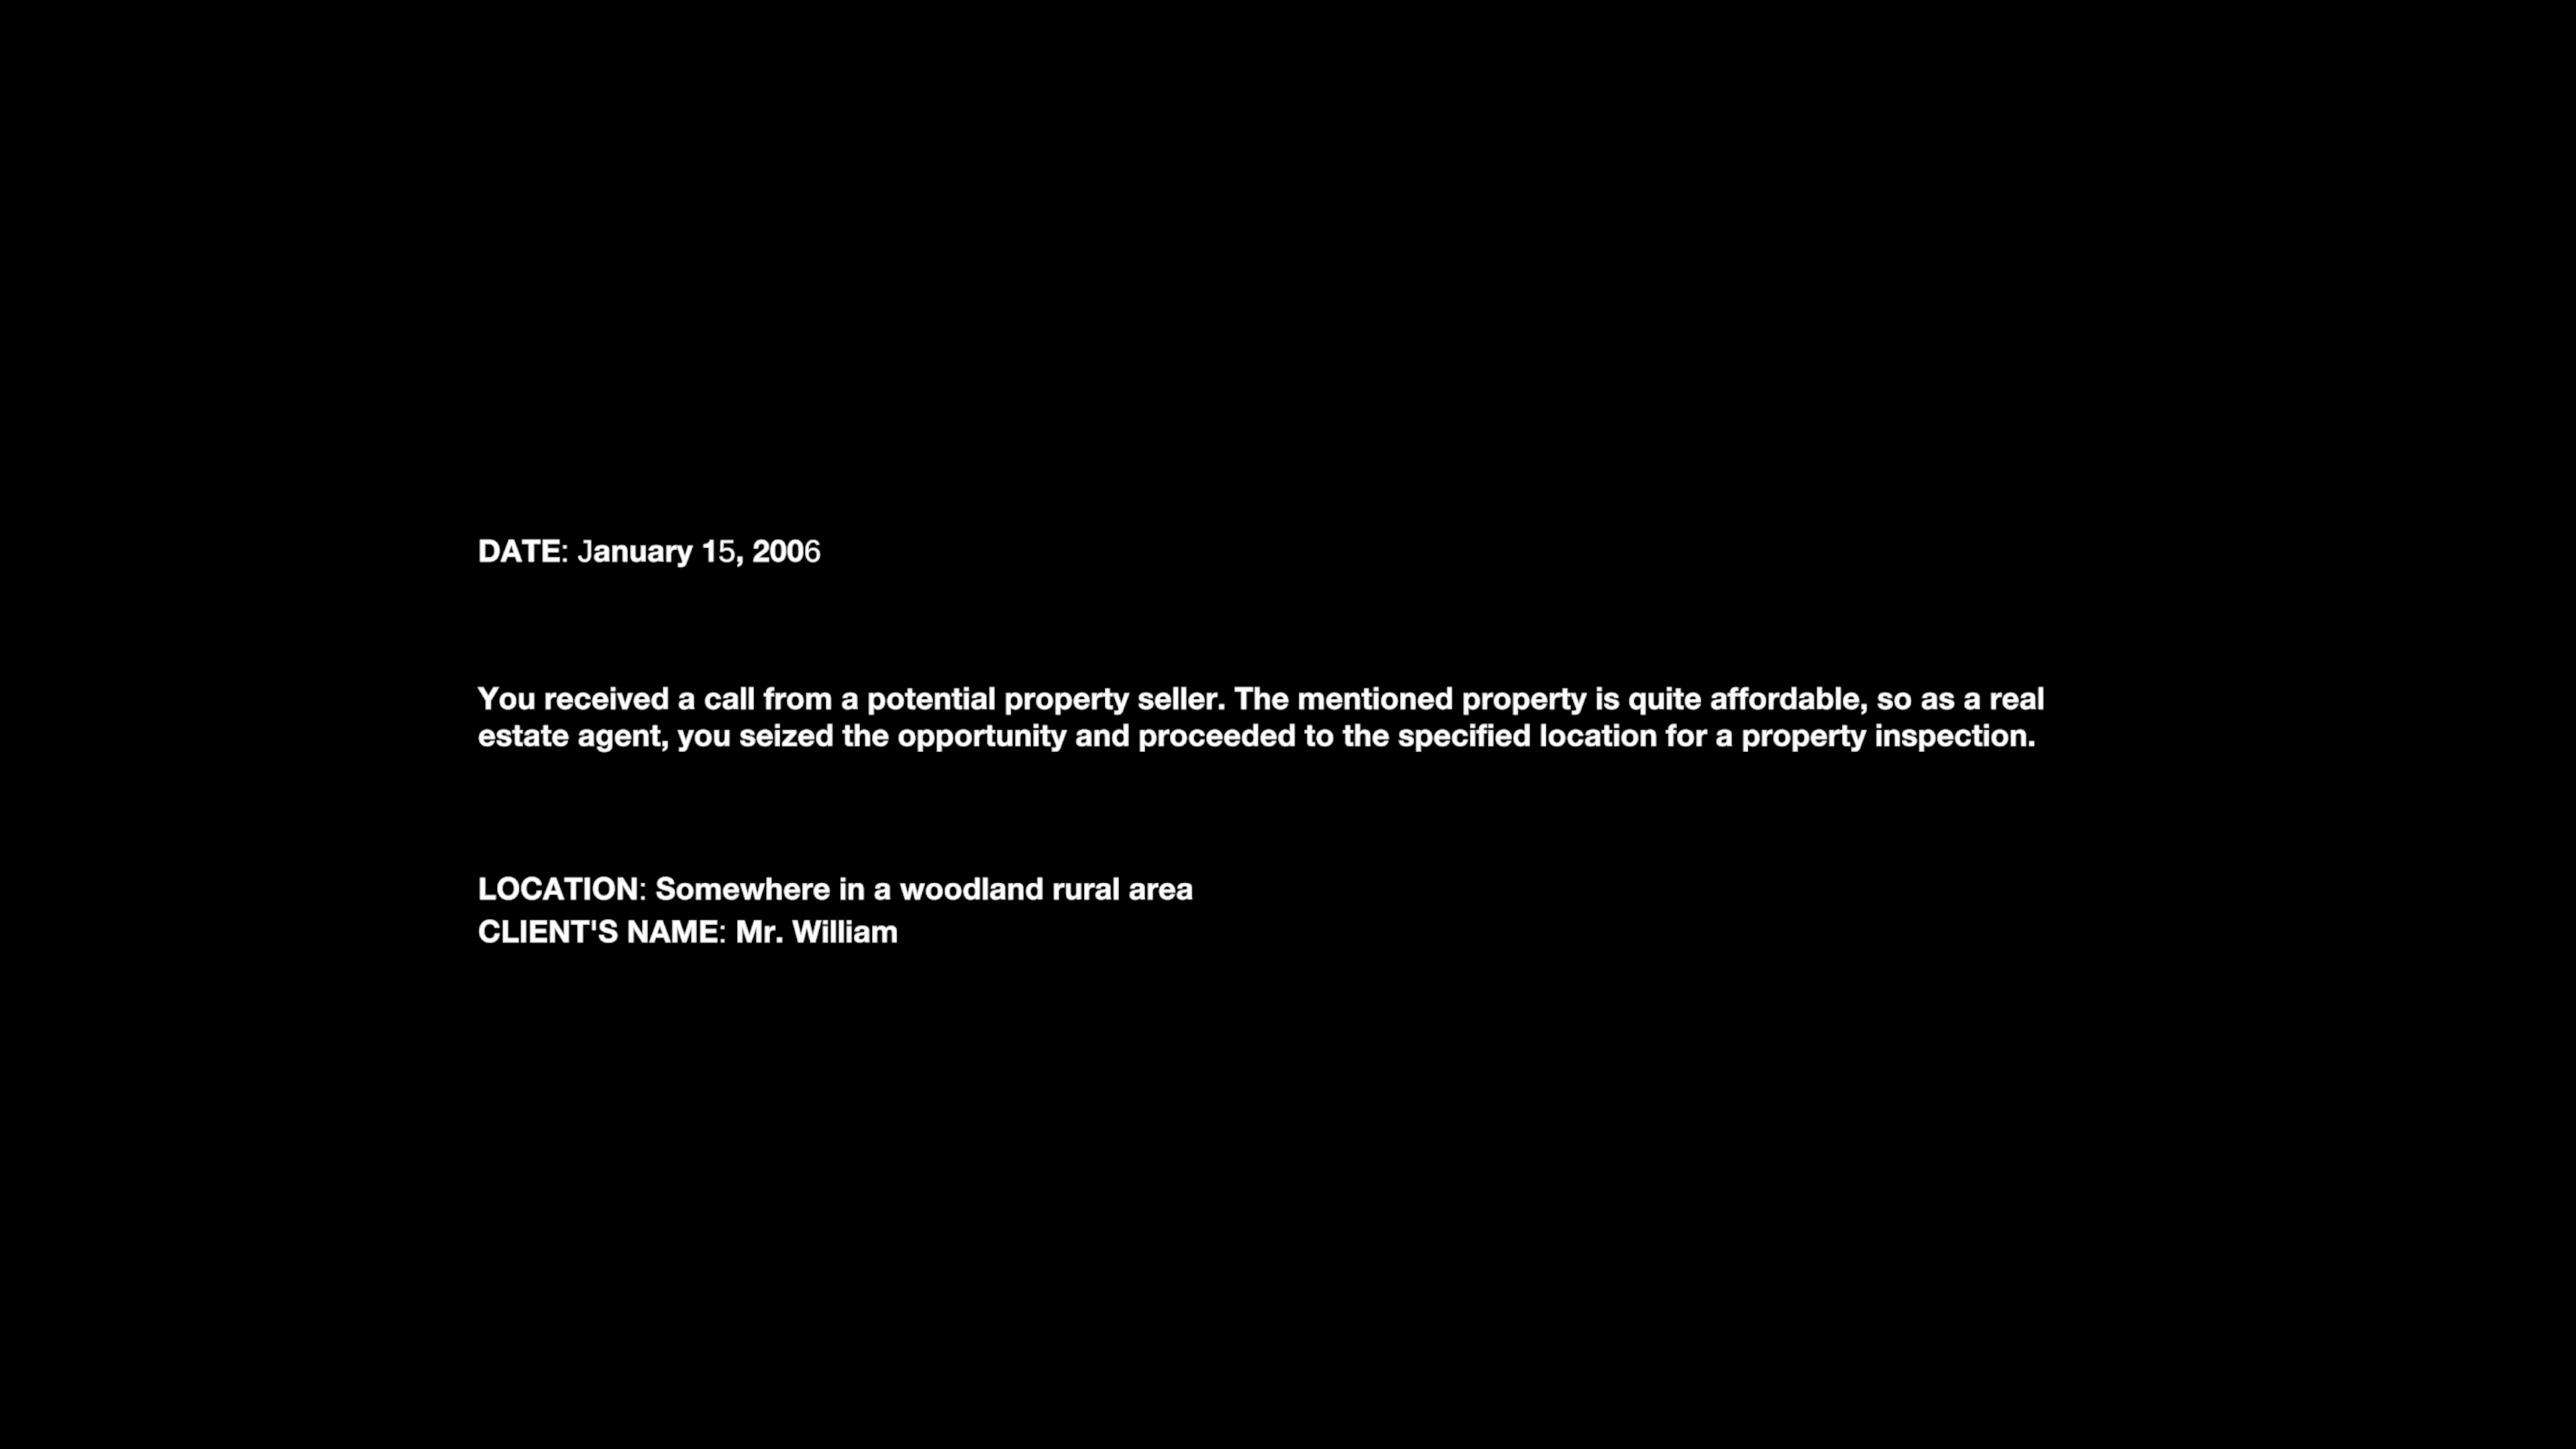 DATE: January 15, 2006
You received a call from a potential property seller. The mentioned property is quite affordable, so as a real
estate agent, you seized the opportunity and proceeded to the specified location for a property inspection.
LOCATION: Somewhere in a woodland rural area
CLIENT'S NAME: Mr. William